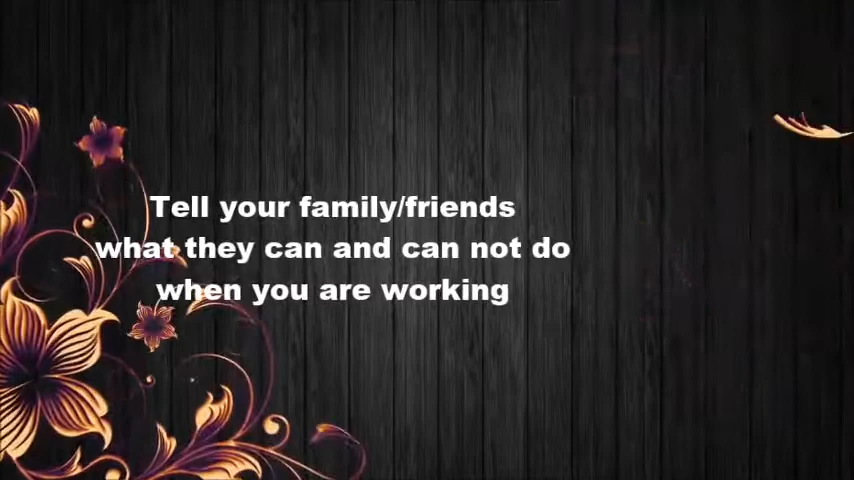 Tell your family/friends
what they can and can not do
when you are working